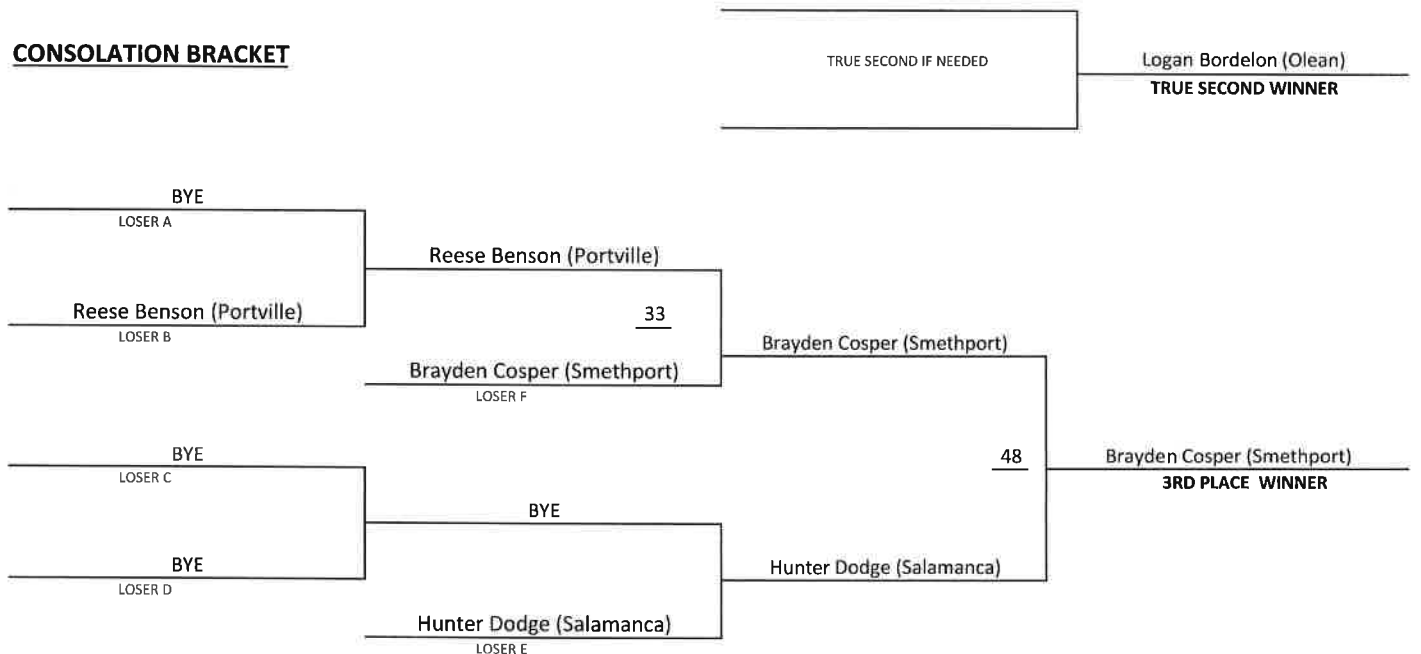 CONSOLATION BRACKET
TRUE SECOND IF NEEDED
Logan Bordelon (Olean)
TRUE SECOND WINNER
BYE
LOSER A
Reese Benson (Portville)
Reese Benson (Portville)
LOSER B
33
Brayden Cosper (Smethport)
Brayden Cosper (Smethport)
LOSER F
BYE
LOSER C
48
Brayden Cosper (Smethport)
3RD PLACE WINNER
BYE
BYE
LOSER D
Hunter Dodge (Salamanca)
Hunter Dodge (Salamanca)
LOSER E